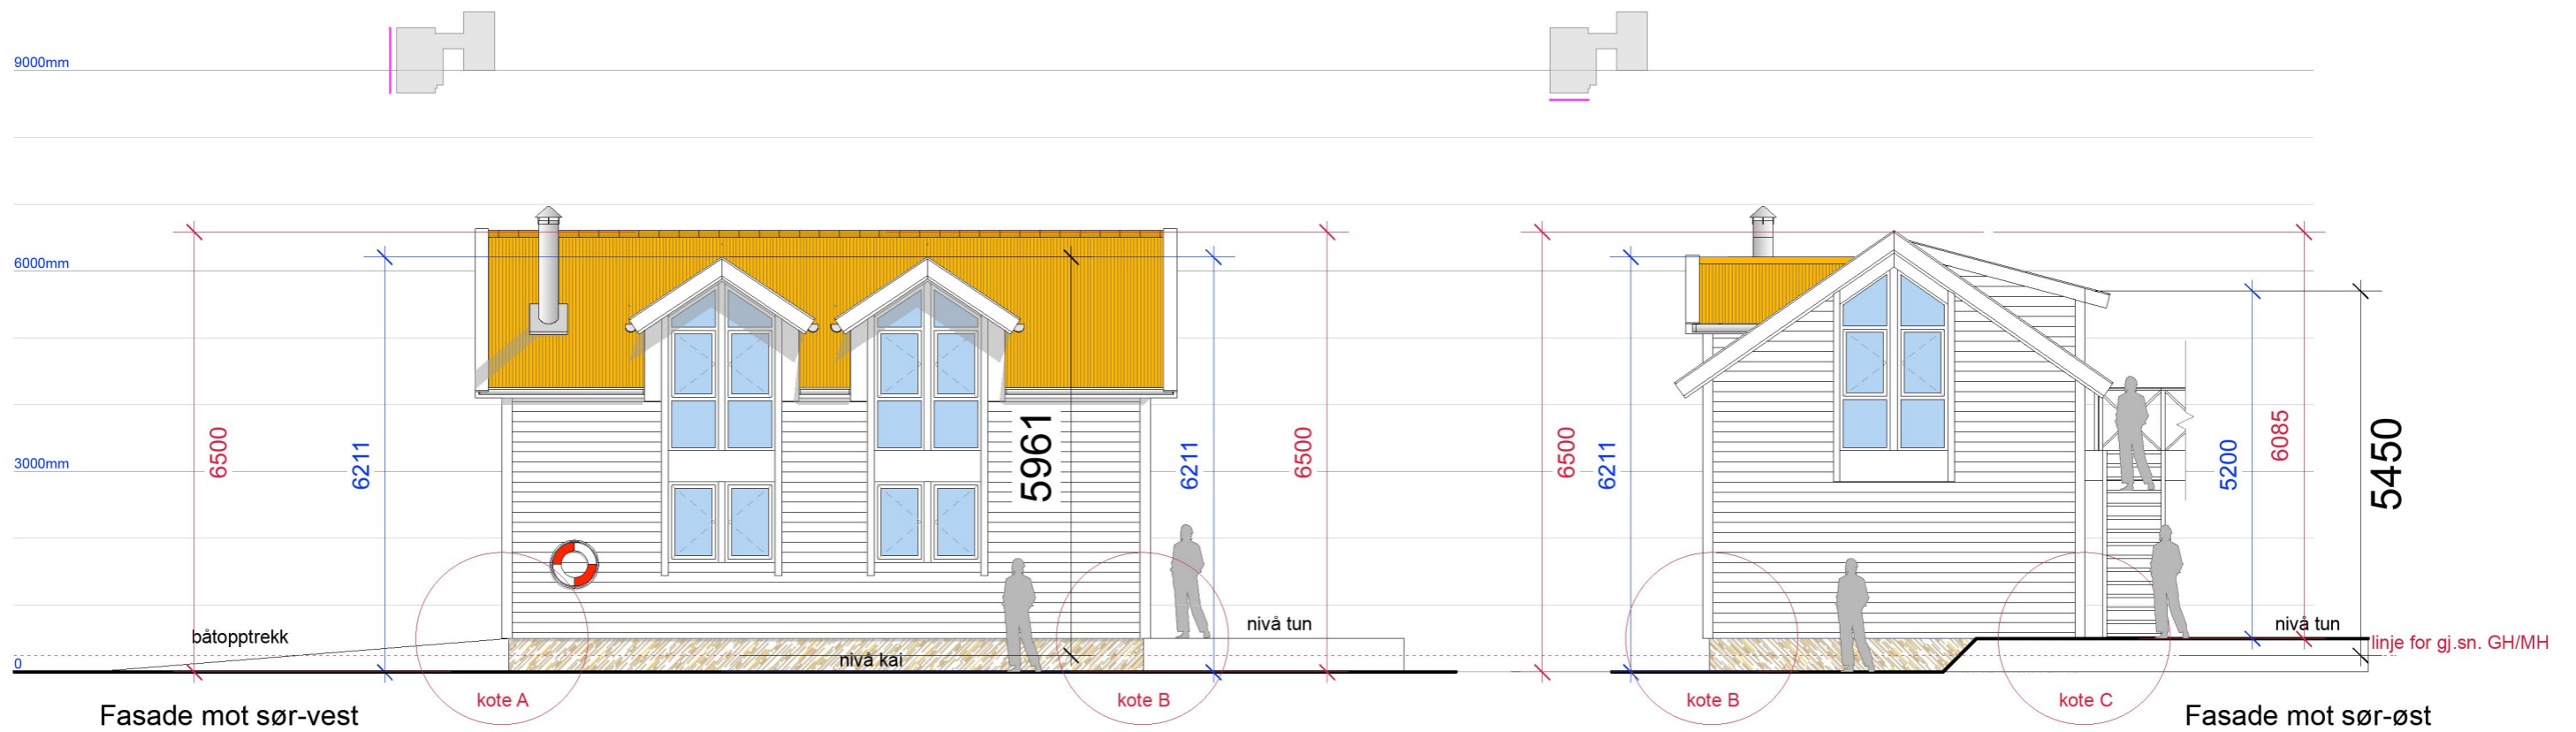 9000mm
6000mm
3000mm
0
6500
6211
5961
6211
6500
6500
6211
5200
6085
5450
båtopptrekk
nivå kai
nivå tun
nivå tun
linje for gj.sn. GH/MH
kote A
kote B
kote B
kote C
Fasade mot sør-vest
Fasade mot sør-øst